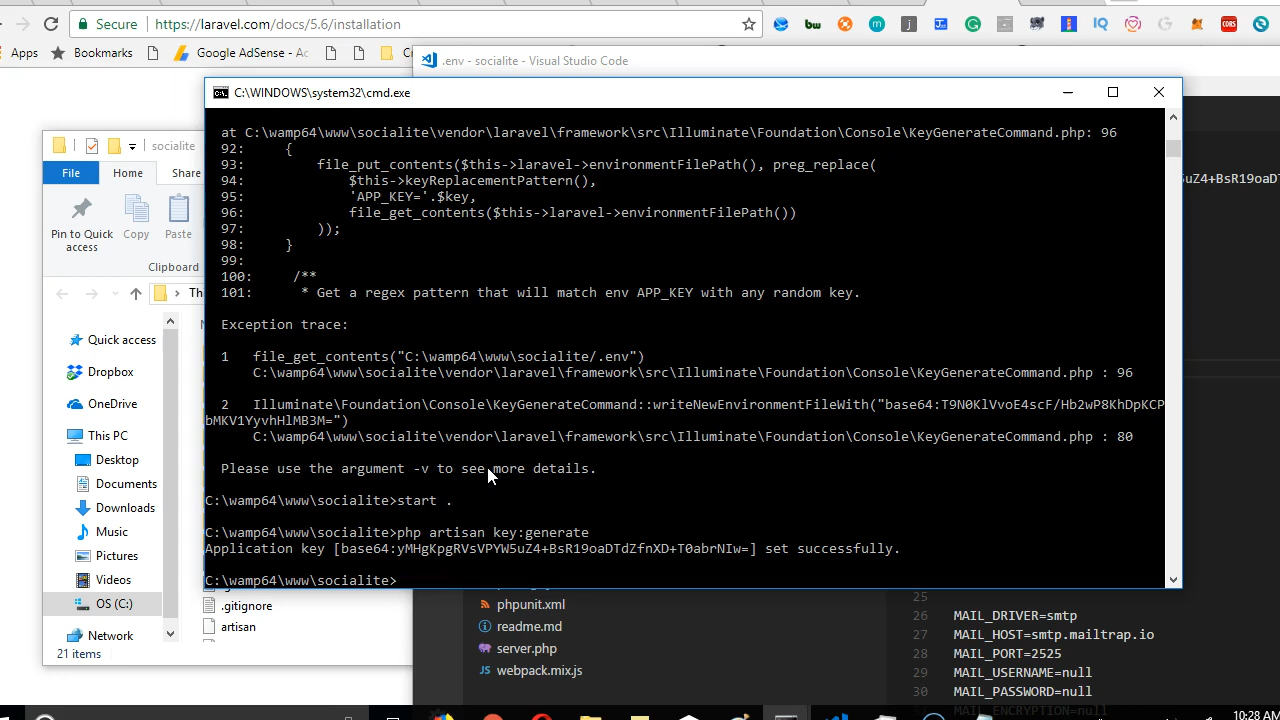 Secure
https://laravel.com/docs/5.6/installation
Apps
Bookmarks
Google AdSense - Ac
.env - socialite - Visual Studio Code
C:\WINDOWS\system32\cmd.exe
at C:\wamp64\www\socialite\vendor\laravel\framework\src\Illuminate\Foundation\Console\KeyGenerateCommand.php: 96
92: {
93: file_put_contents($this->laravel->environmentFilePath(), preg_replace(
94: $this->keyReplacementPattern(),
95: 'APP_KEY='.$key,
96: file_get_contents($this->laravel->environmentFilePath())
97: ));
98: }
99:
100: /**
101: * Get a regex pattern that will match env APP_KEY with any random key.
Exception trace:
1 file_get_contents("C:\wamp64\www\socialite/.env")
C:\wamp64\www\socialite\vendor\laravel\framework\src\Illuminate\Foundation\Console\KeyGenerateCommand.php : 96
2 Illuminate\Foundation\Console\KeyGenerateCommand::writeNewEnvironmentFileWith("base64:T9N0KlVvoE4scF/Hb2wP8KhDpKCP
bMKV1YyvhHlMB3M=")
C:\wamp64\www\socialite\vendor\laravel\framework\src\Illuminate\Foundation\Console\KeyGenerateCommand.php : 80
Please use the argument -v to see more details.
C:\wamp64\www\socialite>start .
C:\wamp64\www\socialite>php artisan key:generate
Application key [base64:yMHgKpgRVsVPYW5uZ4+BsR19oaDTdZfnXD+T0abrNIw=] set successfully.
C:\wamp64\www\socialite>
socialite
File
Home
Share
Pin to Quick
access
Copy
Paste
Clipboard
Quick access
Dropbox
OneDrive
This PC
Desktop
Documents
Downloads
Music
Pictures
Videos
OS (C:)
Network
21 items
.gitignore
artisan
phpunit.xml
readme.md
server.php
webpack.mix.js
uZ4+BsR19oaDT
25
26 MAIL_DRIVER=smtp
27 MAIL_HOST=smtp.mailtrap.io
28 MAIL_PORT=2525
29 MAIL_USERNAME=null
30 MAIL_PASSWORD=null
MAIL_ENCRYPTION=null
10:28 AM